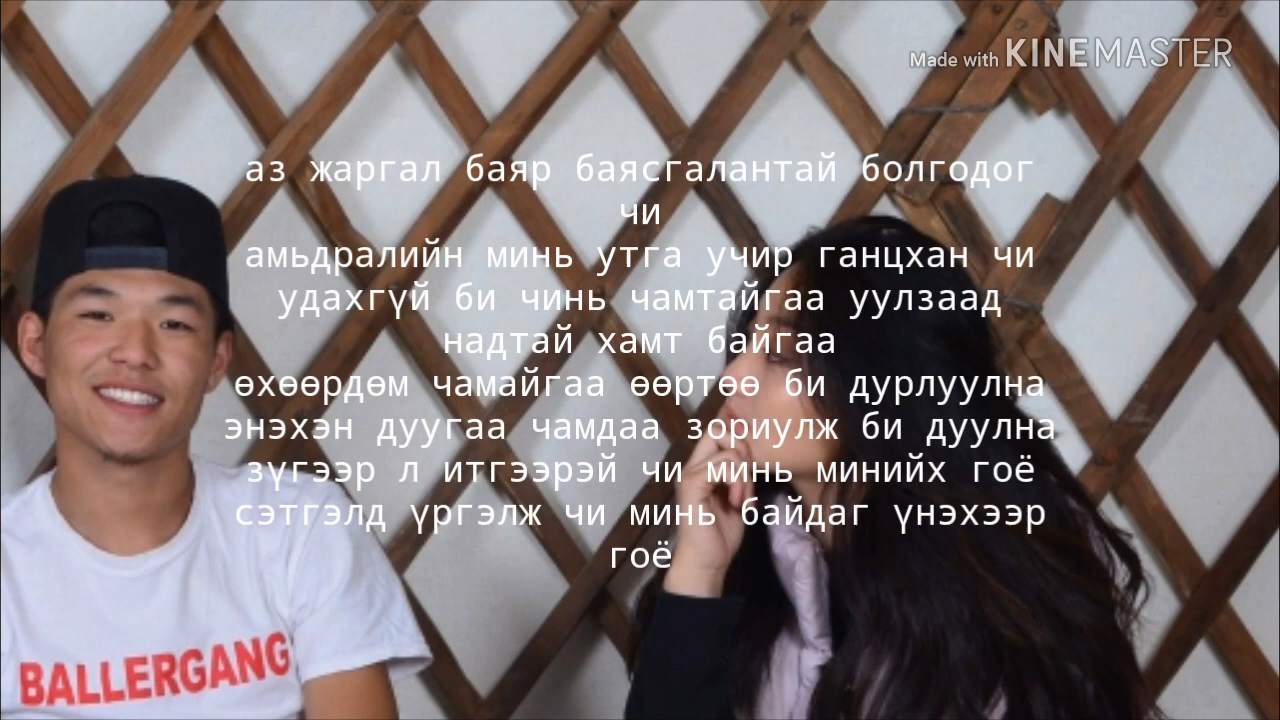 Made with KINEMASTER
аз жаргал баяр баясгалантай болгодог
чи
амьдралийн минь утга учир ганцхан чи
удахгүй би чинь чамтайгаа уулзаад
надтай хамт байгаа
өхөөрдөм чамайгаа өөртөө би дурлуулна
энэхэн дуугаа чамдаа зориулж би дуулна
зүгээр л итгээрэй чи минь минийх гоё
сэтгэлд үргэлж чи минь байдаг үнэхээр
гоё
BALLERGANG